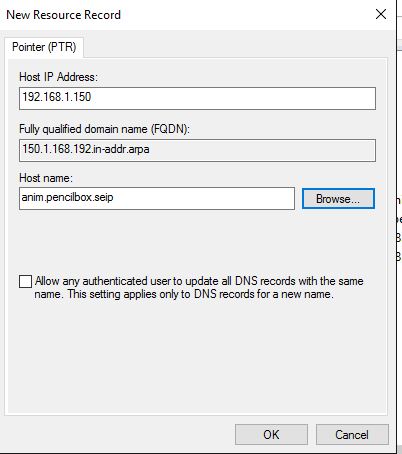 New Resource Record
Pointer (PTR)
Host IP Address:
192.168.1.150
Fully qualified domain name (FQDN):
150.1.168.192.in-addr.arpa
Host name:
anim.pencilbox.seip
Browse...
Allow any authenticated user to update all DNS records with the same
name. This setting applies only to DNS records for a new name.
OK
Cancel